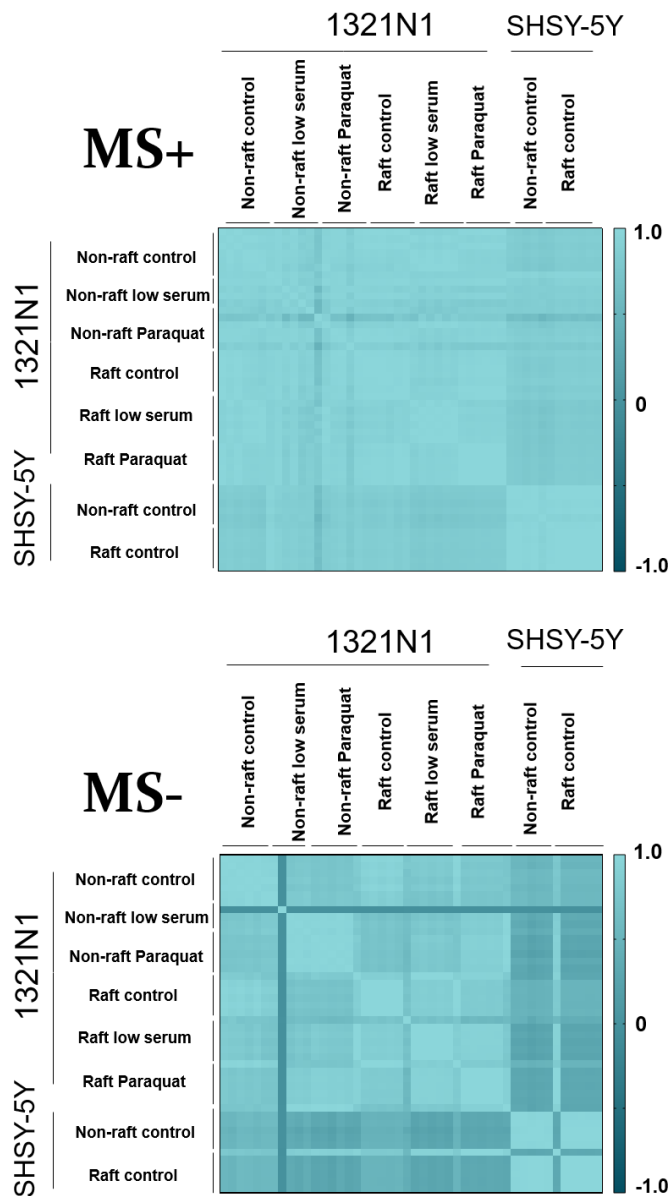 1321N1 SHSY-5Y
Non-raft control
Non-raft low serum
Non-raft Paraquat
Raft control
Raft low serum
Raft Paraquat
Non-raft control
Raft control
MS+
1321N1
SHSY-5Y
Non-raft control
Non-raft low serum
Non-raft Paraquat
Raft control
Raft low serum
Raft Paraquat
Non-raft control
Raft control
1.0
0
-1.0
1321N1 SHSY-5Y
Non-raft control
Non-raft low serum
Non-raft Paraquat
Raft control
Raft low serum
Raft Paraquat
Non-raft control
Raft control
MS-
1321N1
SHSY-5Y
Non-raft control
Non-raft low serum
Non-raft Paraquat
Raft control
Raft low serum
Raft Paraquat
Non-raft control
Raft control
1.0
0
-1.0